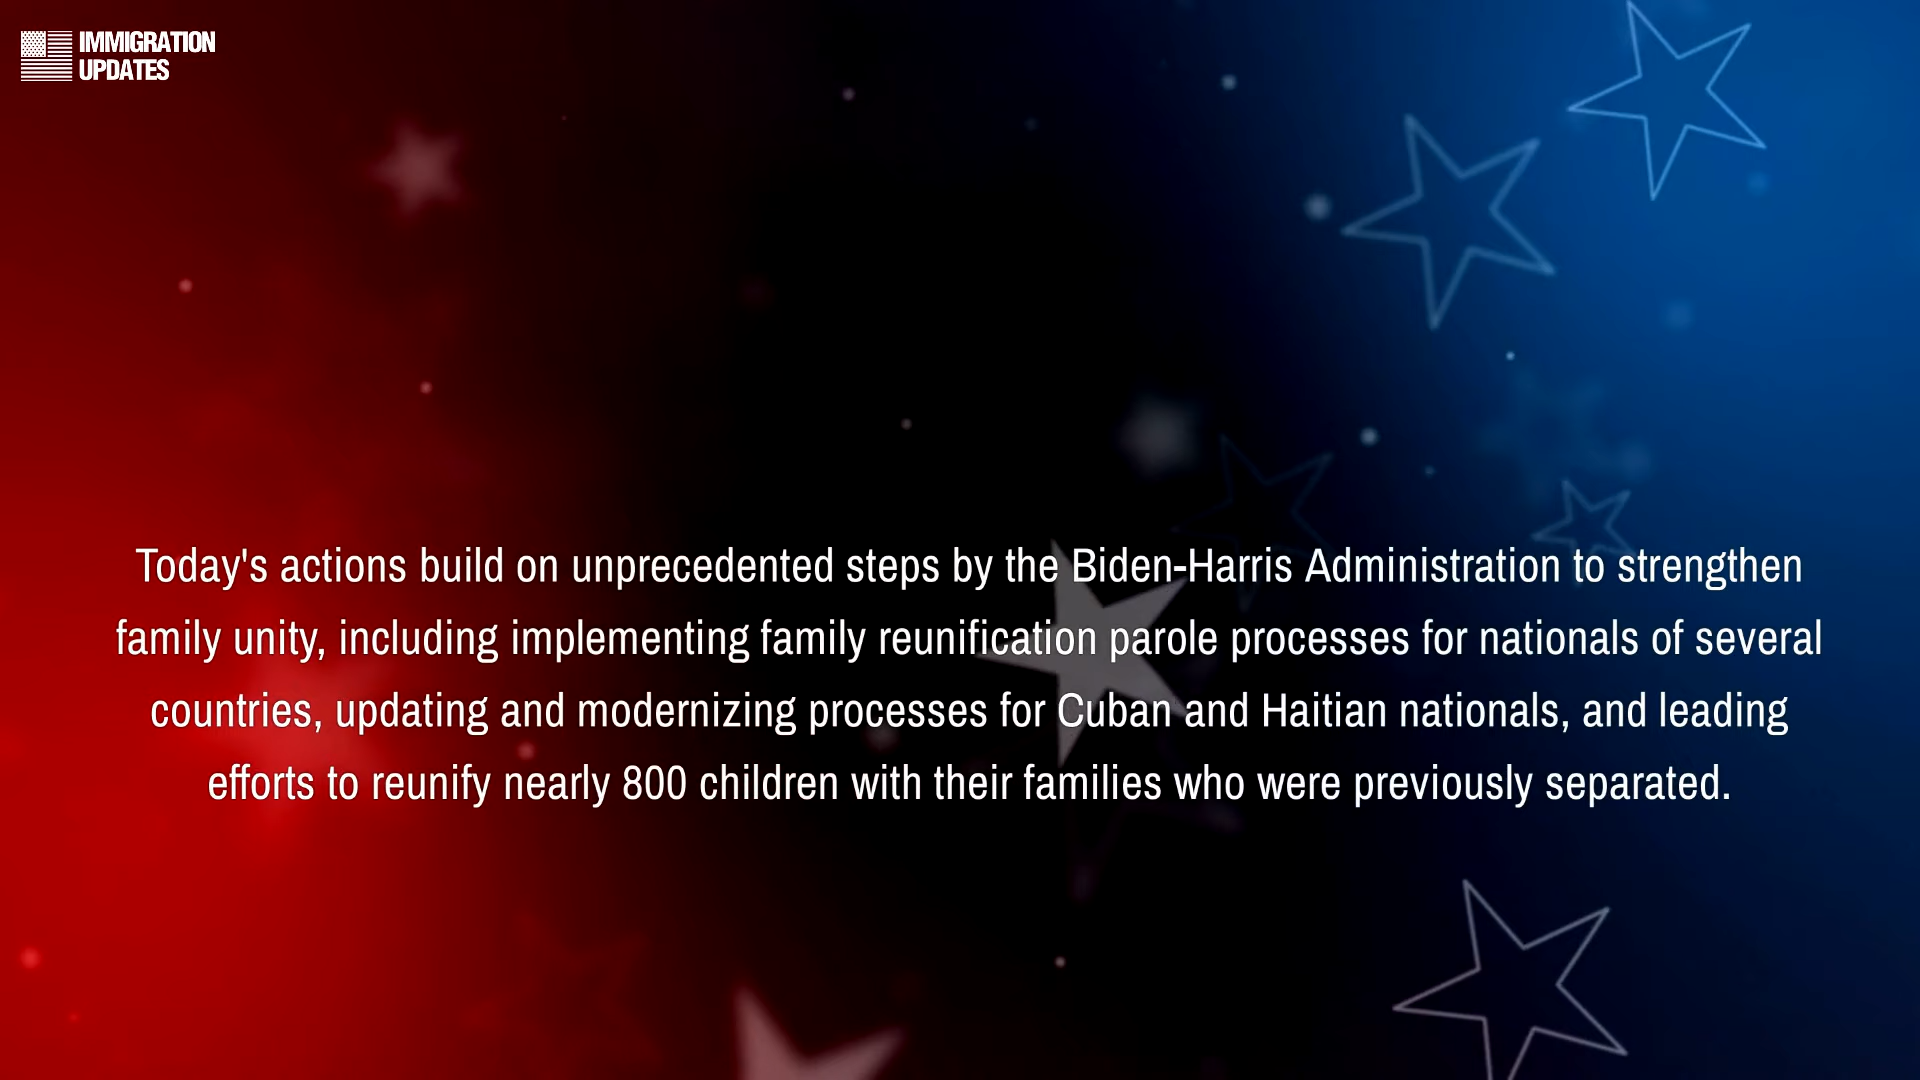 IMMIGRATION
UPDATES
Today's actions build on unprecedented steps by the Biden-Harris Administration to strengthen
family unity, including implementing family reunification parole processes for nationals of several
countries, updating and modernizing processes for Cuban and Haitian nationals, and leading
efforts to reunify nearly 800 children with their families who were previously separated.